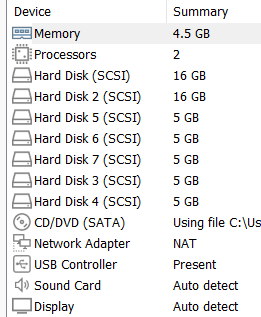 Device Summary
Memory 4.5 GB
Processors 2
Hard Disk (SCSI) 16 GB
Hard Disk 2 (SCSI) 16 GB
Hard Disk 5 (SCSI) 5 GB
Hard Disk 6 (SCSI) 5 GB
Hard Disk 7 (SCSI) 5 GB
Hard Disk 3 (SCSI) 5 GB
Hard Disk 4 (SCSI) 5 GB
CD/DVD (SATA) Using file C:\Us
Network Adapter NAT
USB Controller Present
Sound Card Auto detect
Display Auto detect